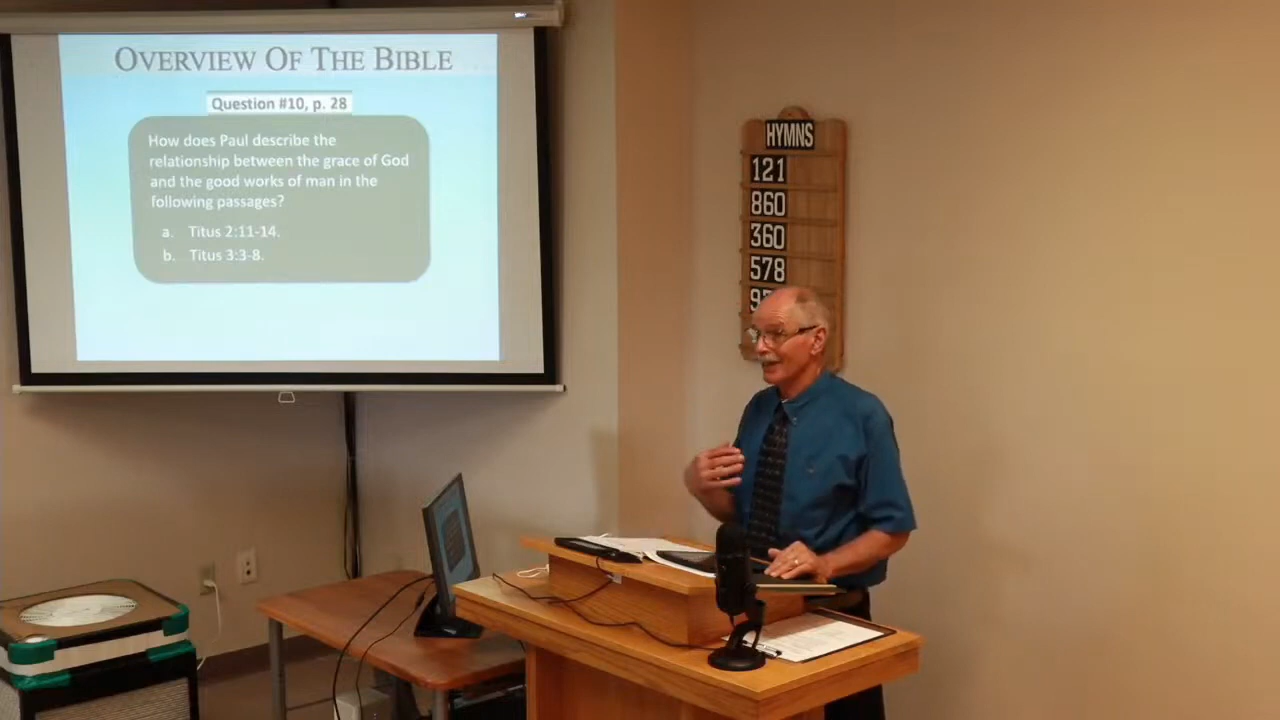 OVERVIEW OF THE BIBLE
Question #10, p. 28
How does Paul describe the
relationship between the grace of God
and the good works of man in the
following passages?
a. Titus 2:11-14.
b. Titus 3:3-8.
HYMNS
121
860
360
578